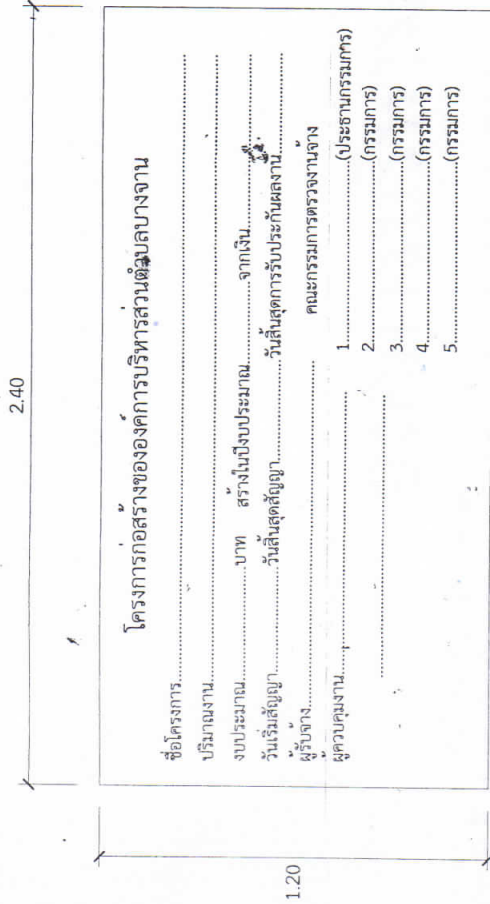 2.40
1.20
โครงการก่อสร้างขององค์การบริหารส่วนตำบลบางจาน
ชื่อโครงการ..........................................................................................
ปริมาณงาน..........................................................................................
งบประมาณ....................บาท สร้างในปีงบประมาณ....................จากเงิน....................
วันเริ่มสัญญา....................วันสิ้นสุดสัญญา....................วันสิ้นสุดการรับประกันผลงาน....................
ผู้รับจ้าง............................................................ คณะกรรมการตรวจงานจ้าง
ผู้ควบคุมงาน.................................................. 1....................(ประธานกรรมการ)
.................................................. 2....................(กรรมการ)
3....................(กรรมการ)
4....................(กรรมการ)
5....................(กรรมการ)